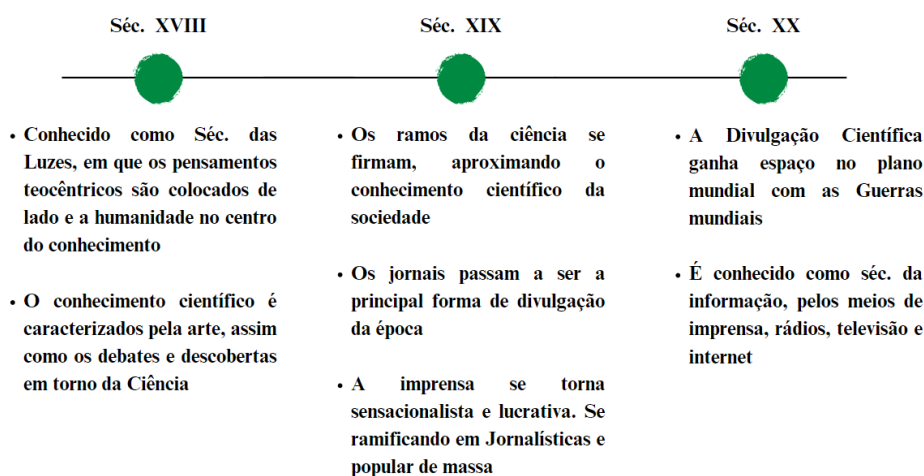 Séc. XVIII
Séc. XIX
Séc. XX
• Conhecido como Séc. das
Luzes, em que os pensamentos
teocêntricos são colocados de
lado e a humanidade no centro
do conhecimento
• O conhecimento científico é
caracterizados pela arte, assim
como os debates e descobertas
em torno da Ciência
• Os ramos da ciência se
firmam, aproximando o
conhecimento científico da
sociedade
• Os jornais passam a ser a
principal forma de divulgação
da época
• A imprensa se torna
sensacionalista e lucrativa. Se
ramificando em Jornalísticas e
popular de massa
• A Divulgação Científica
ganha espaço no plano
mundial com as Guerras
mundiais
• É conhecido como séc. da
informação, pelos meios de
imprensa, rádios, televisão e
internet